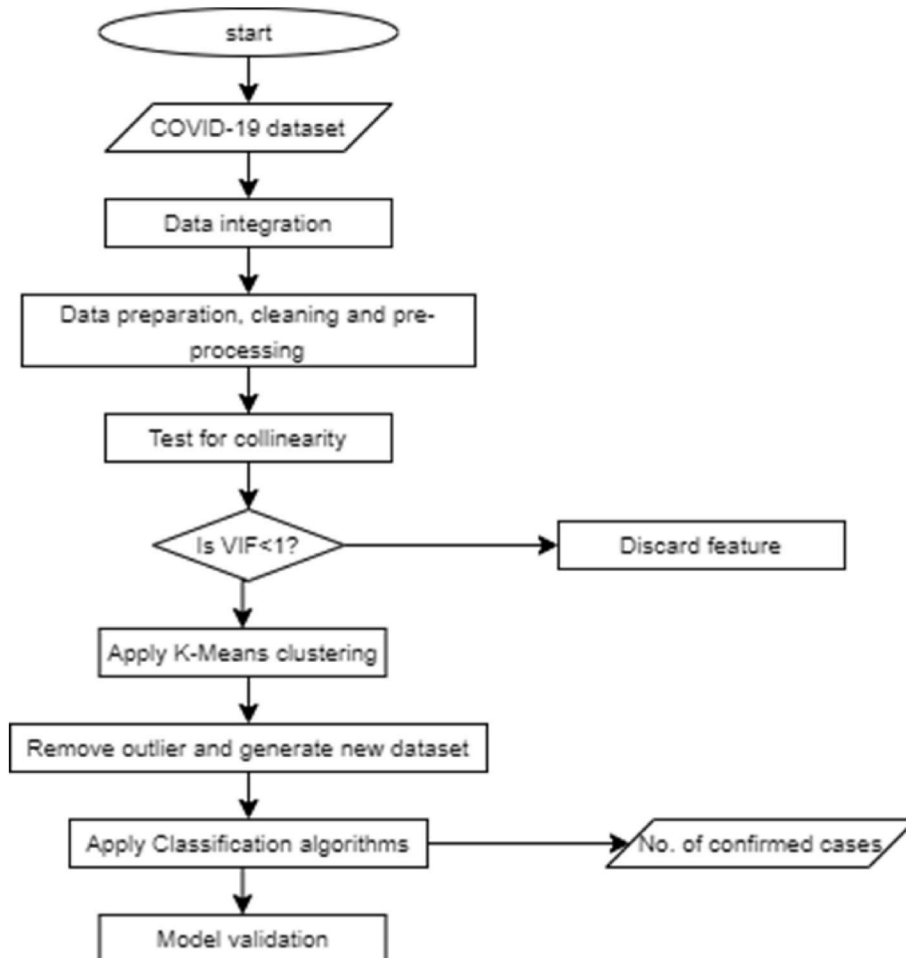 start
COVID-19 dataset
Data integration
Data preparation, cleaning and pre-
processing
Test for collinearity
Is VIF<1?
Discard feature
Apply K-Means clustering
Remove outlier and generate new dataset
Apply Classification algorithms
No. of confirmed cases
Model validation